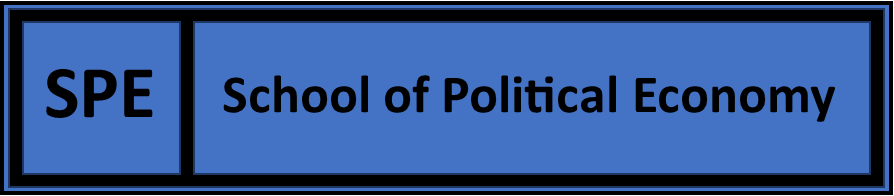 SPE
School of Political Economy